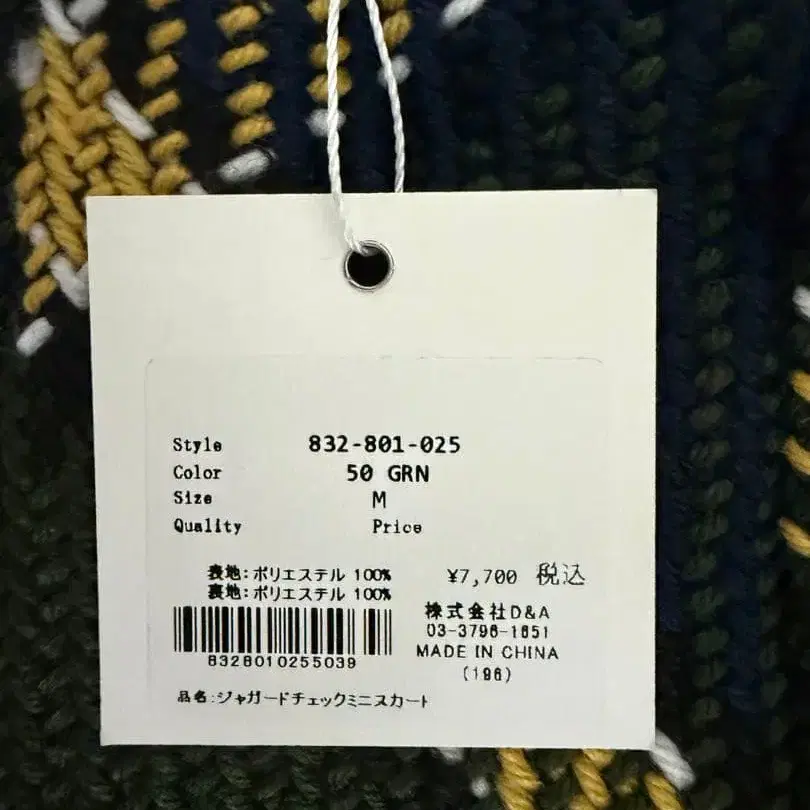 Style 832-801-025
Color 50 GRN
Size M
Quality Price
表地:ポリエステル 100%
裏地:ポリエステル 100%
¥7,700 税込
株式会社D&A
03-3796-1651
MADE IN CHINA
(196)
8328010255039
品名:ジャガードチェックミニスカート